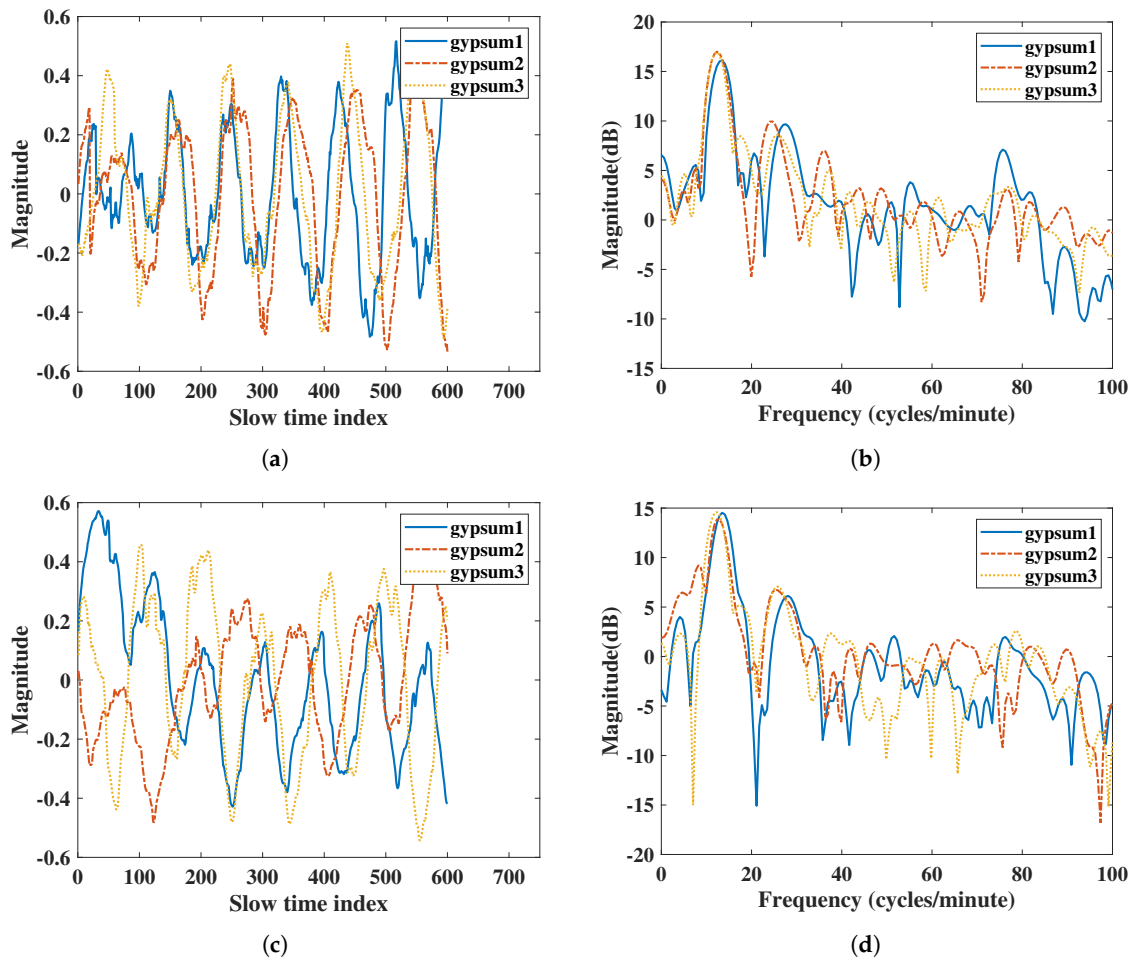 0.6
0.4
0.2
0
-0.2
-0.4
-0.6
Magnitude
0 100 200 300 400 500 600 700
Slow time index
gypsum1
gypsum2
gypsum3
(a)
20
15
10
5
0
-5
-10
-15
Magnitude(dB)
0 20 40 60 80 100
Frequency (cycles/minute)
gypsum1
gypsum2
gypsum3
(b)
0.6
0.4
0.2
0
-0.2
-0.4
-0.6
Magnitude
0 100 200 300 400 500 600 700
Slow time index
gypsum1
gypsum2
gypsum3
(c)
15
10
5
0
-5
-10
-15
-20
Magnitude(dB)
0 20 40 60 80 100
Frequency (cycles/minute)
gypsum1
gypsum2
gypsum3
(d)